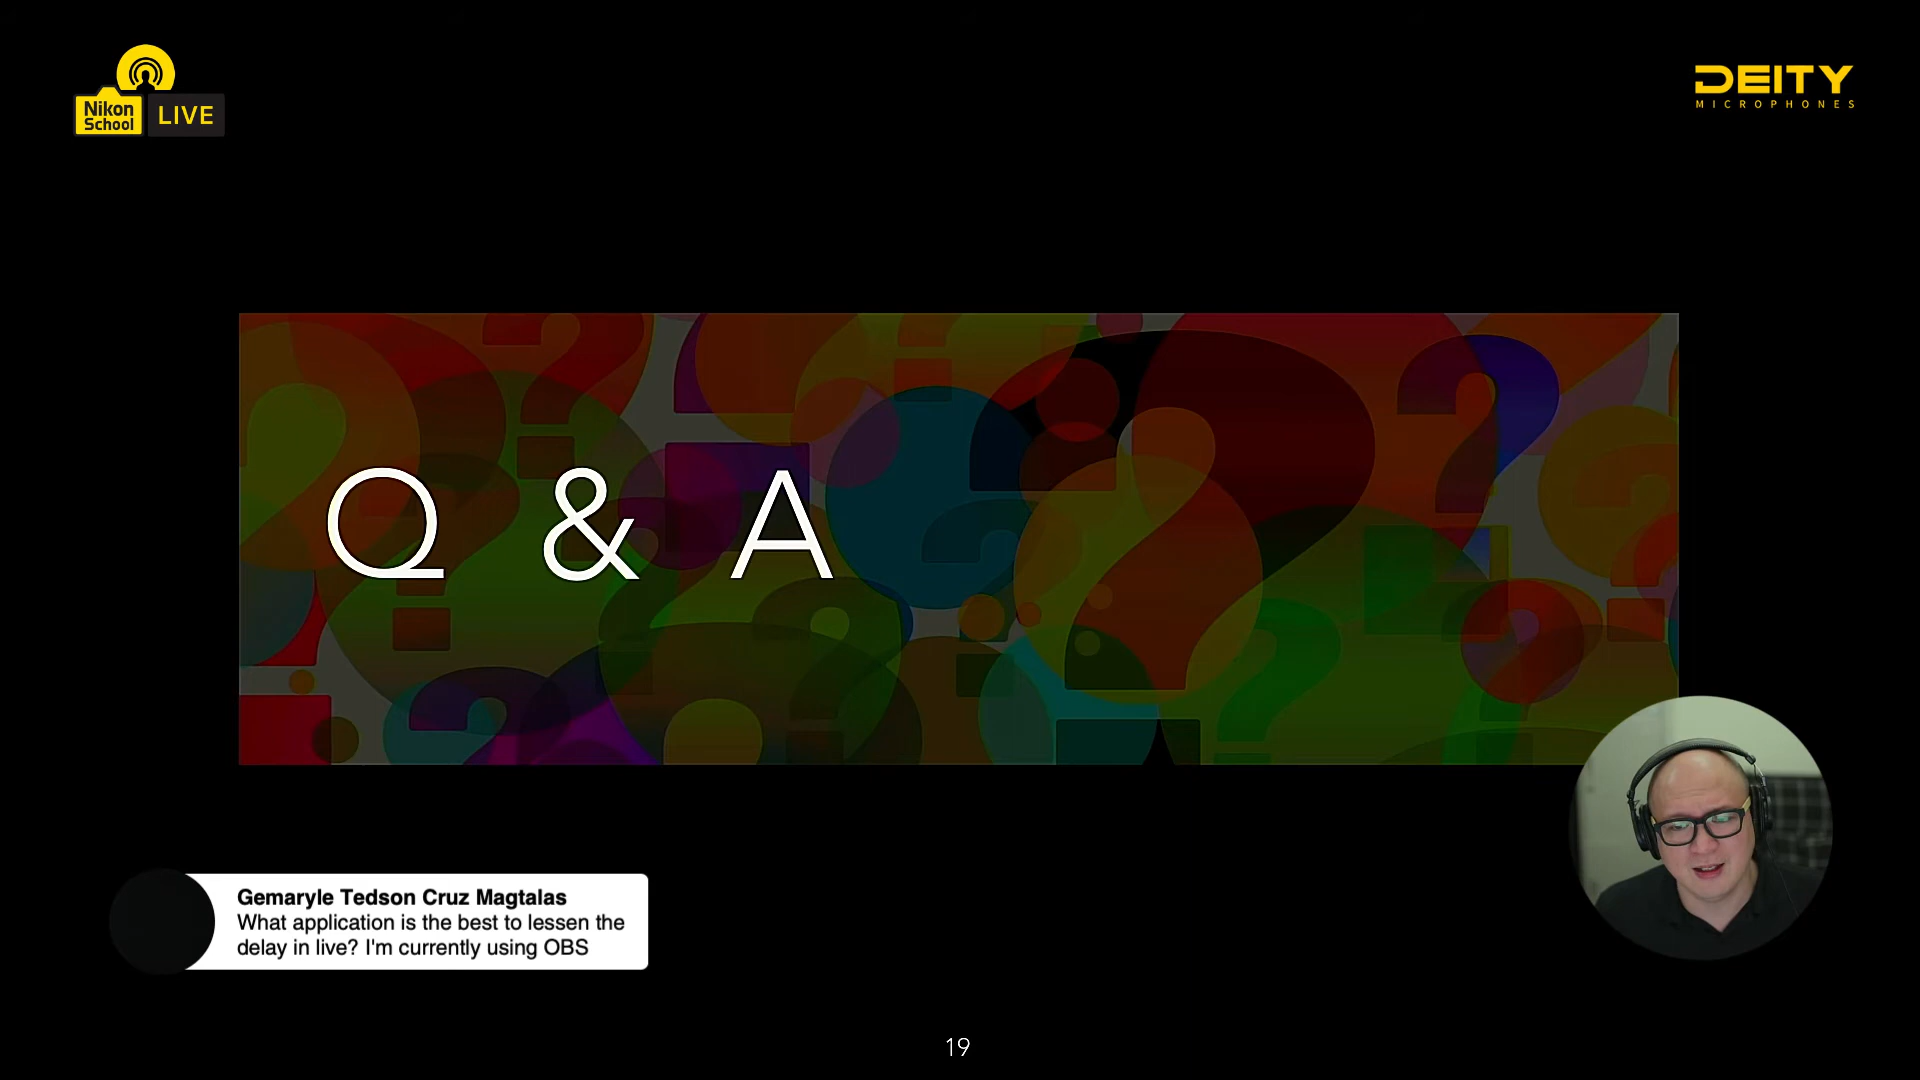 Nikon
School
LIVE
DEITY
MICROPHONES
Q & A
Gemaryle Tedson Cruz Magtalas
What application is the best to lessen the
delay in live? I'm currently using OBS
19